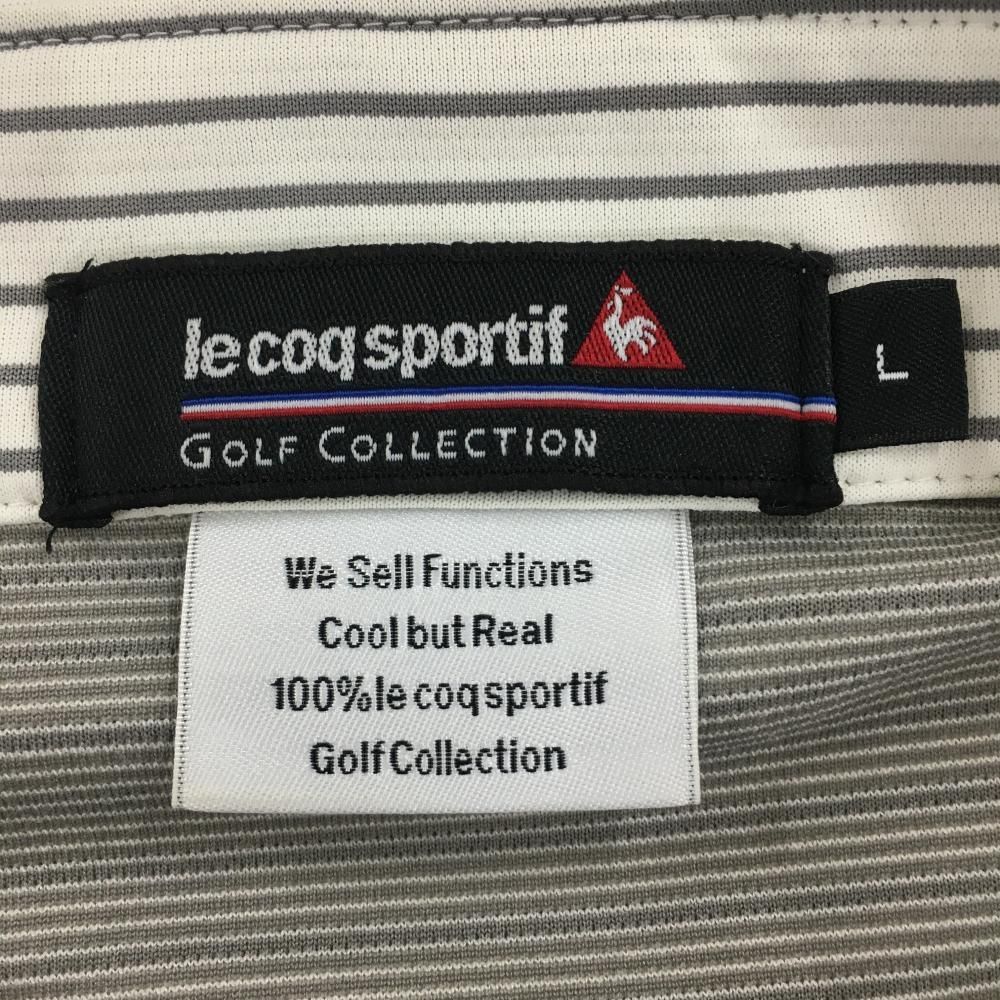 le coq sportif
GOLF COLLECTION
L
We Sell Functions
Cool but Real
100% le coq sportif
Golf Collection